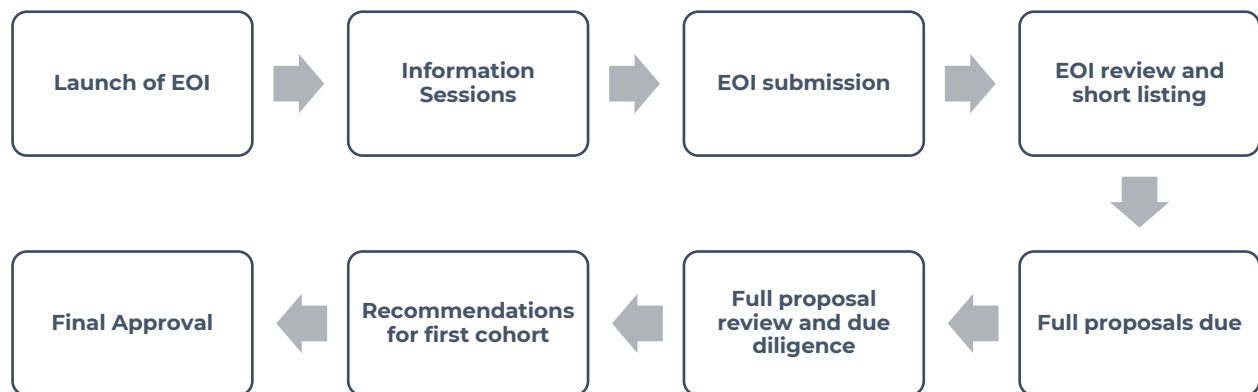 Launch of EOI
Information
Sessions
EOI submission
EOI review and
short listing
Full proposals due
Full proposal
review and due
diligence
Recommendations
for first cohort
Final Approval